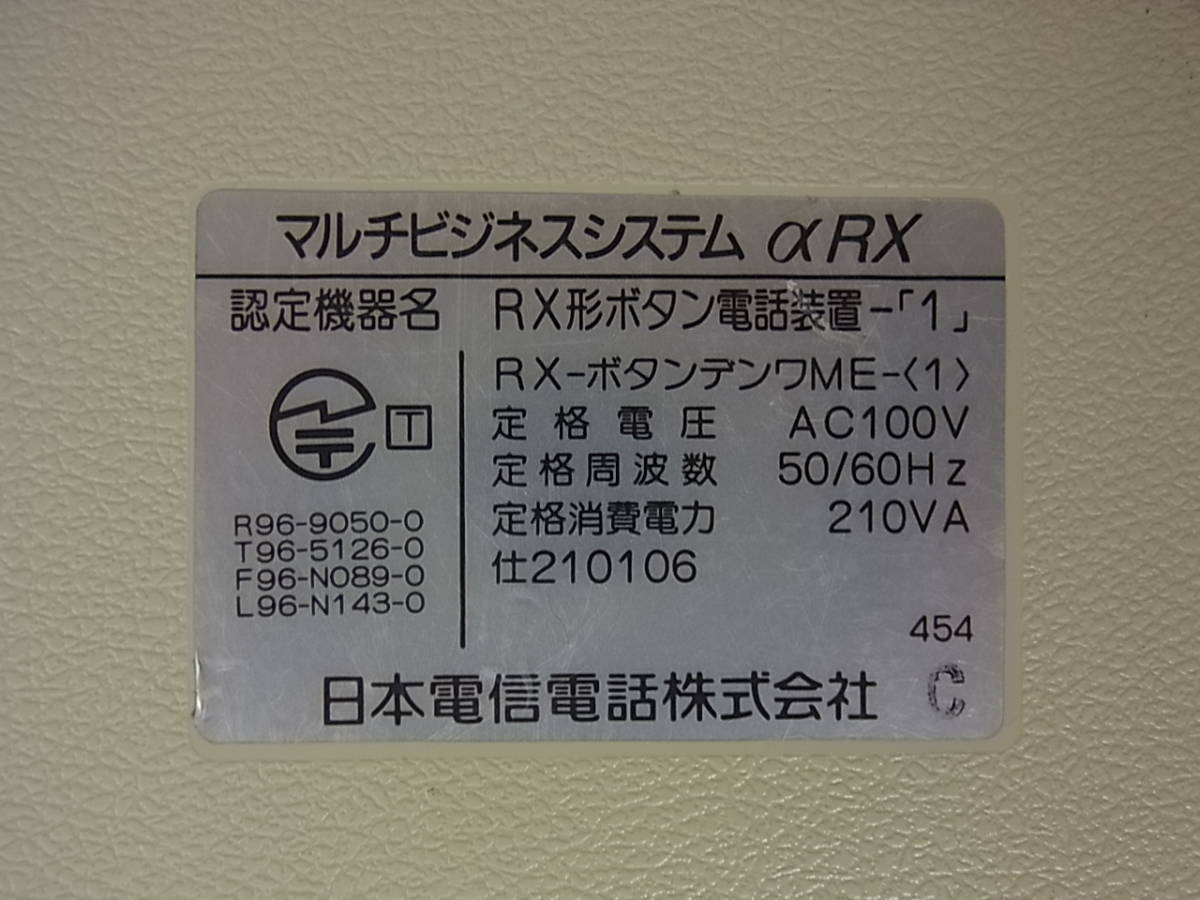 マルチビジネスシステム αRX
認定機器名 RX形ボタン電話装置-「1」
RX-ボタンデンワME-〈1〉
定格電圧 AC100V
定格周波数 50/60Hz
定格消費電力 210VA
仕210106
T
R96-9050-0
T96-5126-0
F96-N089-0
L96-N143-0
454
日本電信電話株式会社 C